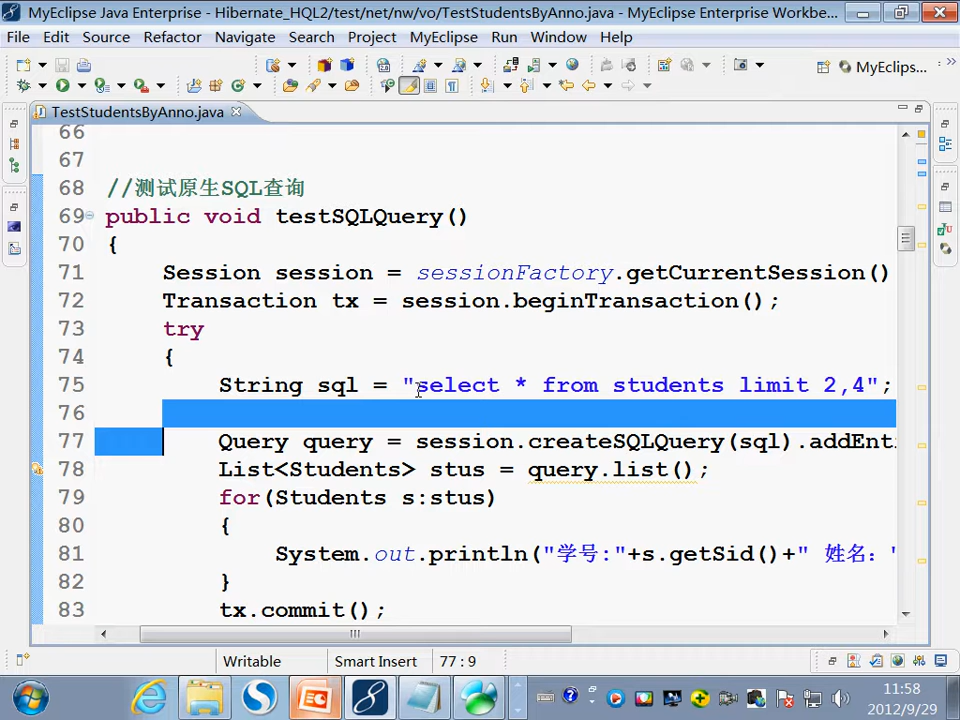 MyEclipse Java Enterprise - Hibernate_HQL2/test/net/nw/vo/TestStudentsByAnno.java - MyEclipse Enterprise Workbe...
File Edit Source Refactor Navigate Search Project MyEclipse Run Window Help
MyEclips...
TestStudentsByAnno.java
66
67
68 //测试原生SQL查询
69 public void testSQLQuery()
70 {
71 Session session = sessionFactory.getCurrentSession()
72 Transaction tx = session.beginTransaction();
73 try
74 {
75 String sql = "select * from students limit 2,4";
76
77 Query query = session.createSQLQuery(sql).addEnt
78 List<Students> stus = query.list();
79 for(Students s:stus)
80 {
81 System.out.println("学号:"+s.getSid()+" 姓名："
82 }
83 tx.commit();
Writable Smart Insert 77 : 9
11:58
2012/9/29